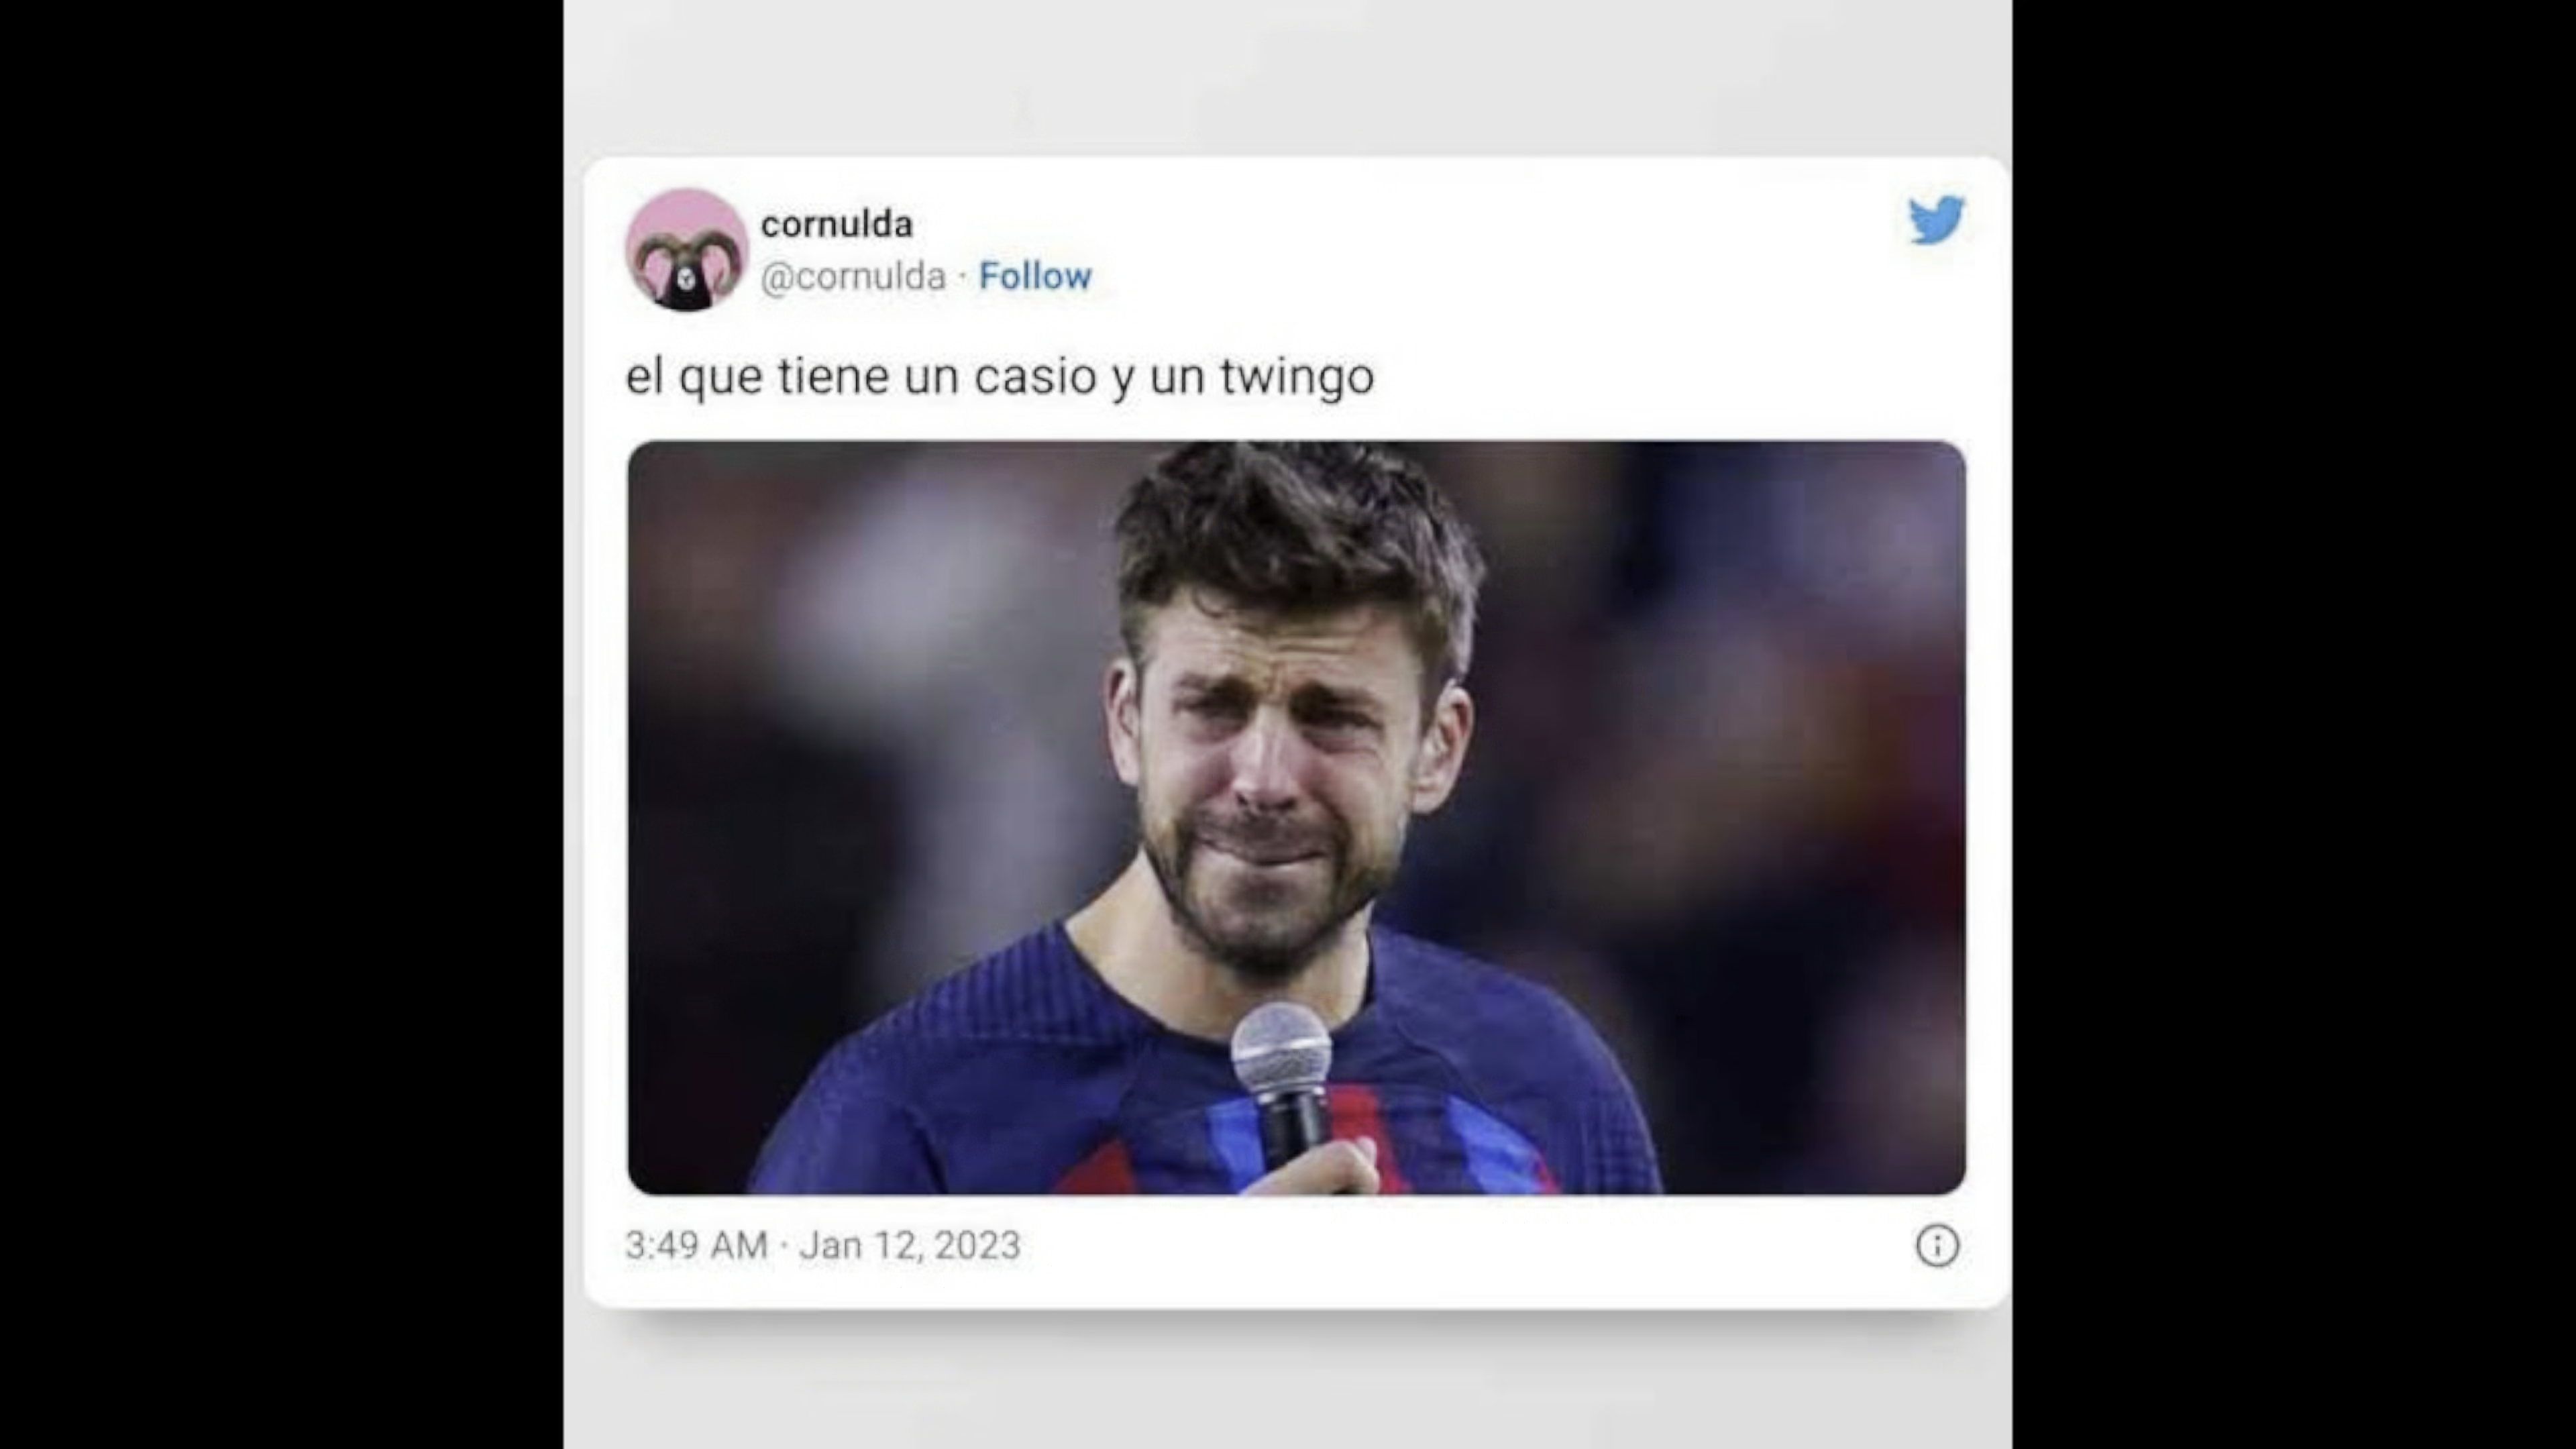 cornulda
@cornulda · Follow
el que tiene un casio y un twingo
3:49 AM · Jan 12, 2023